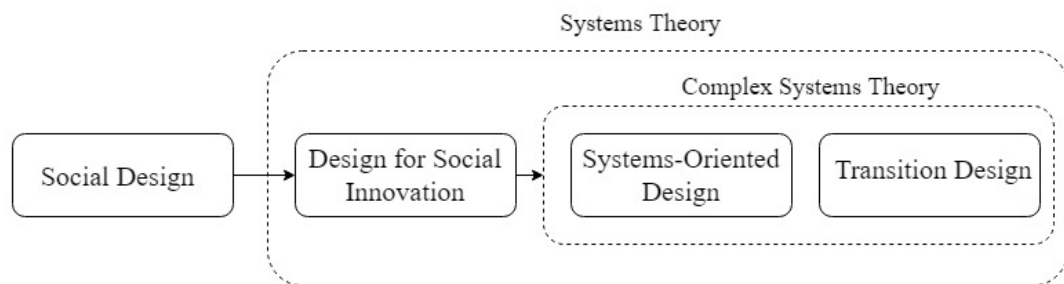 Systems Theory
Complex Systems Theory
Social Design
Design for Social
Innovation
Systems-Oriented
Design
Transition Design